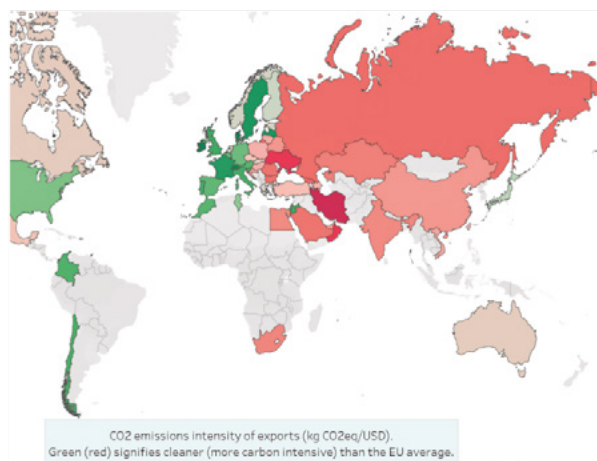 CO2 emissions intensity of exports (kg CO2eq/USD).
Green (red) signifies cleaner (more carbon intensive) than the EU average.